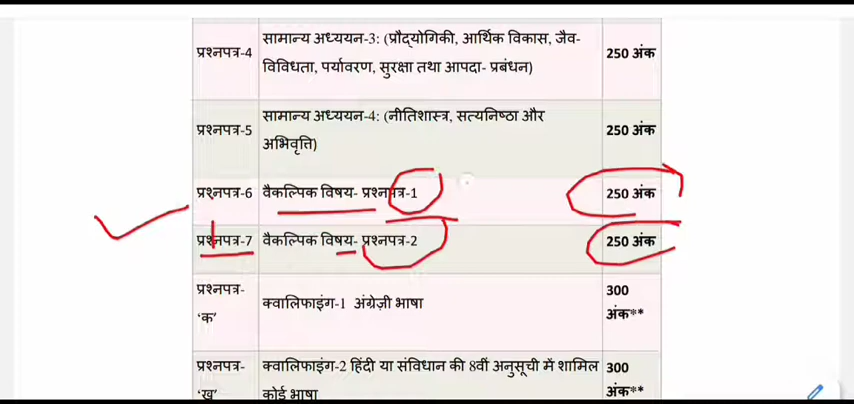 प्रश्नपत्र-4 सामान्य अध्ययन-3: (प्रौद्योगिकी, आर्थिक विकास, जैव-
विविधता, पर्यावरण, सुरक्षा तथा आपदा- प्रबंधन) 250 अंक
प्रश्नपत्र-5 सामान्य अध्ययन-4: (नीतिशास्त्र, सत्यनिष्ठा और
अभिवृत्ति) 250 अंक
प्रश्नपत्र-6 वैकल्पिक विषय- प्रश्नपत्र-1 250 अंक
प्रश्नपत्र-7 वैकल्पिक विषय- प्रश्नपत्र-2 250 अंक
प्रश्नपत्र-
'क' क्वालिफाइंग-1 अंग्रेज़ी भाषा 300
अंक**
प्रश्नपत्र- क्वालिफाइंग-2 हिंदी या संविधान की 8वीं अनुसूची में शामिल 300
'ख' कोई भाषा अंक**